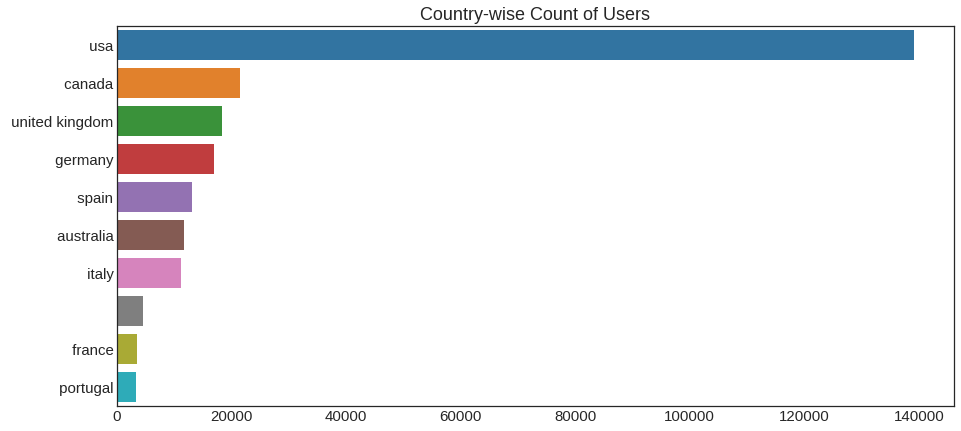 Country-wise Count of Users
usa
canada
united kingdom
germany
spain
australia
italy
france
portugal
0 20000 40000 60000 80000 100000 120000 140000